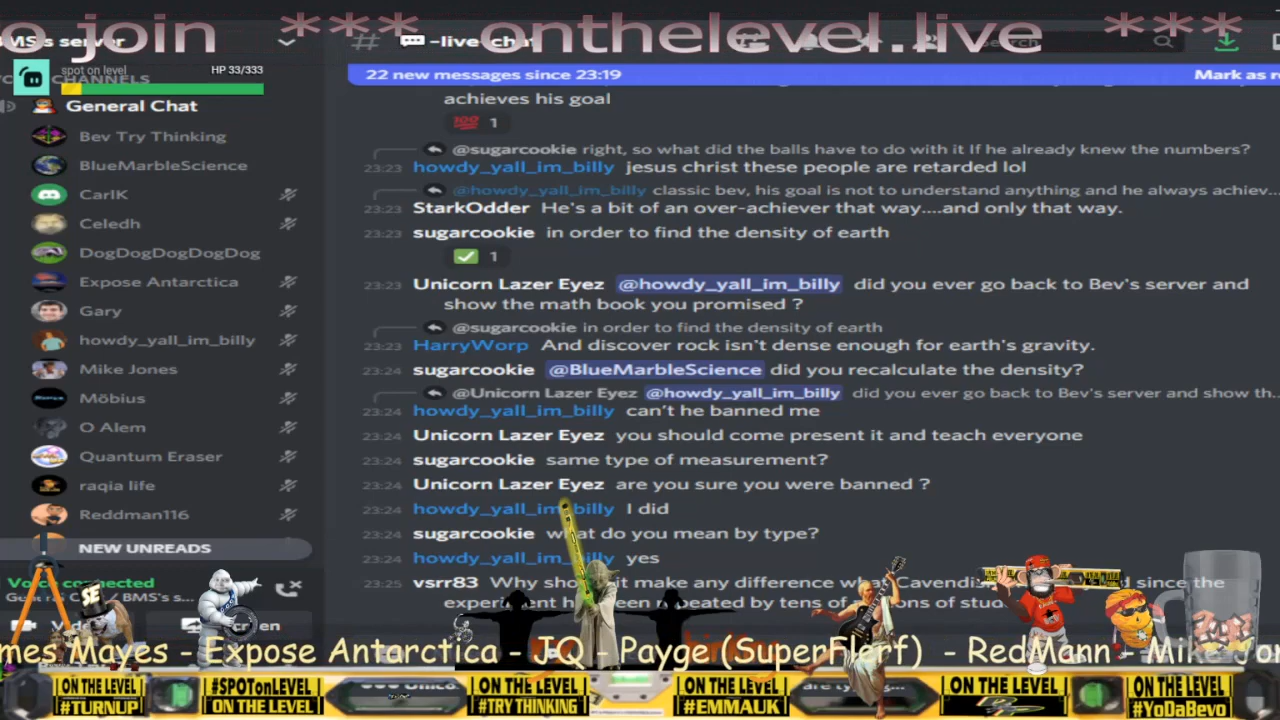 o join *** onthelevel.live ***
MS's server
-live-cha
Search
spot on level
HP 33/333
CHANNELS
22 new messages since 23:19
Mark as re
General Chat
Bev Try Thinking
BlueMarbleScience
CarlK
Celedh
DogDogDogDogDog
Expose Antarctica
Gary
howdy_yall_im_billy
Mike Jones
Möbius
O Alem
Quantum Eraser
raqia life
Reddman116
NEW UNREADS
Voice connected
/ BMS's s...
achieves his goal
💯 1
@sugarcookie right, so what did the balls have to do with it If he already knew the numbers?
23:23 howdy_yall_im_billy jesus christ these people are retarded lol
@howdy_yall_im_billy classic bev, his goal is not to understand anything and he always achiev...
23:23 StarkOdder He's a bit of an over-achiever that way....and only that way.
23:23 sugarcookie in order to find the density of earth
✅ 1
23:23 Unicorn Lazer Eyez @howdy_yall_im_billy did you ever go back to Bev's server and
show the math book you promised ?
@sugarcookie in order to find the density of earth
23:23 HarryWorp And discover rock isn't dense enough for earth's gravity.
23:24 sugarcookie @BlueMarbleScience did you recalculate the density?
@Unicorn Lazer Eyez @howdy_yall_im_billy did you ever go back to Bev's server and show th...
23:24 howdy_yall_im_billy can't he banned me
23:24 Unicorn Lazer Eyez you should come present it and teach everyone
23:24 sugarcookie same type of measurement?
23:24 Unicorn Lazer Eyez are you sure you were banned ?
23:24 howdy_yall_im_billy I did
23:24 sugarcookie what do you mean by type?
23:24 howdy_yall_im_billy yes
23:25 vsrr83 Why should it make any difference what Cavendi since the
experiment has been repeated by tens of ons of stud
SE
mes Mayes - Expose Antarctica - JQ - Payge (SuperFlerf) - RedMann - Mike Jon
ON THE LEVEL #TURNUP
#SPOTonLEVEL ON THE LEVEL
ON THE LEVEL #TRYTHINKING
ON THE LEVEL #EMMAUK
ON THE LEVEL
ON THE LEVEL #YoDaBevo